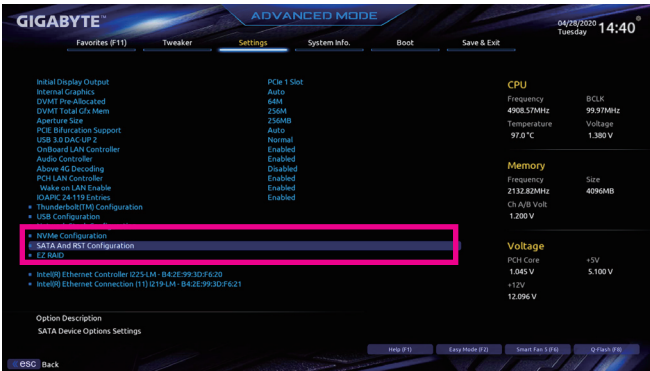 GIGABYTE™
ADVANCED MODE
04/28/2020
Tuesday
14:40
Favorites (F11) Tweaker Settings System Info. Boot Save & Exit
Initial Display Output PCIe 1 Slot
Internal Graphics Auto
DVMT Pre-Allocated 64M
DVMT Total Gfx Mem 256M
Aperture Size 256MB
PCIE Bifurcation Support Auto
USB 3.0 DAC-UP 2 Normal
OnBoard LAN Controller Enabled
Audio Controller Enabled
Above 4G Decoding Disabled
PCH LAN Controller Enabled
Wake on LAN Enable Enabled
IOAPIC 24-119 Entries Enabled
Thunderbolt(TM) Configuration
USB Configuration
NVMe Configuration
SATA And RST Configuration
EZ RAID
Intel(R) Ethernet Controller I225-LM - B4:2E:99:3D:F6:20
Intel(R) Ethernet Connection (11) I219-LM - B4:2E:99:3D:F6:21
CPU
Frequency BCLK
4908.57MHz 99.97MHz
Temperature Voltage
97.0°C 1.380 V
Memory
Frequency Size
2132.82MHz 4096MB
Ch A/B Volt
1.200 V
Voltage
PCH Core +5V
1.045 V 5.100 V
+12V
12.096 V
Option Description
SATA Device Options Settings
Help (F1) Easy Mode (F2) Smart Fan 5 (F6) Q-Flash (F8)
esc Back